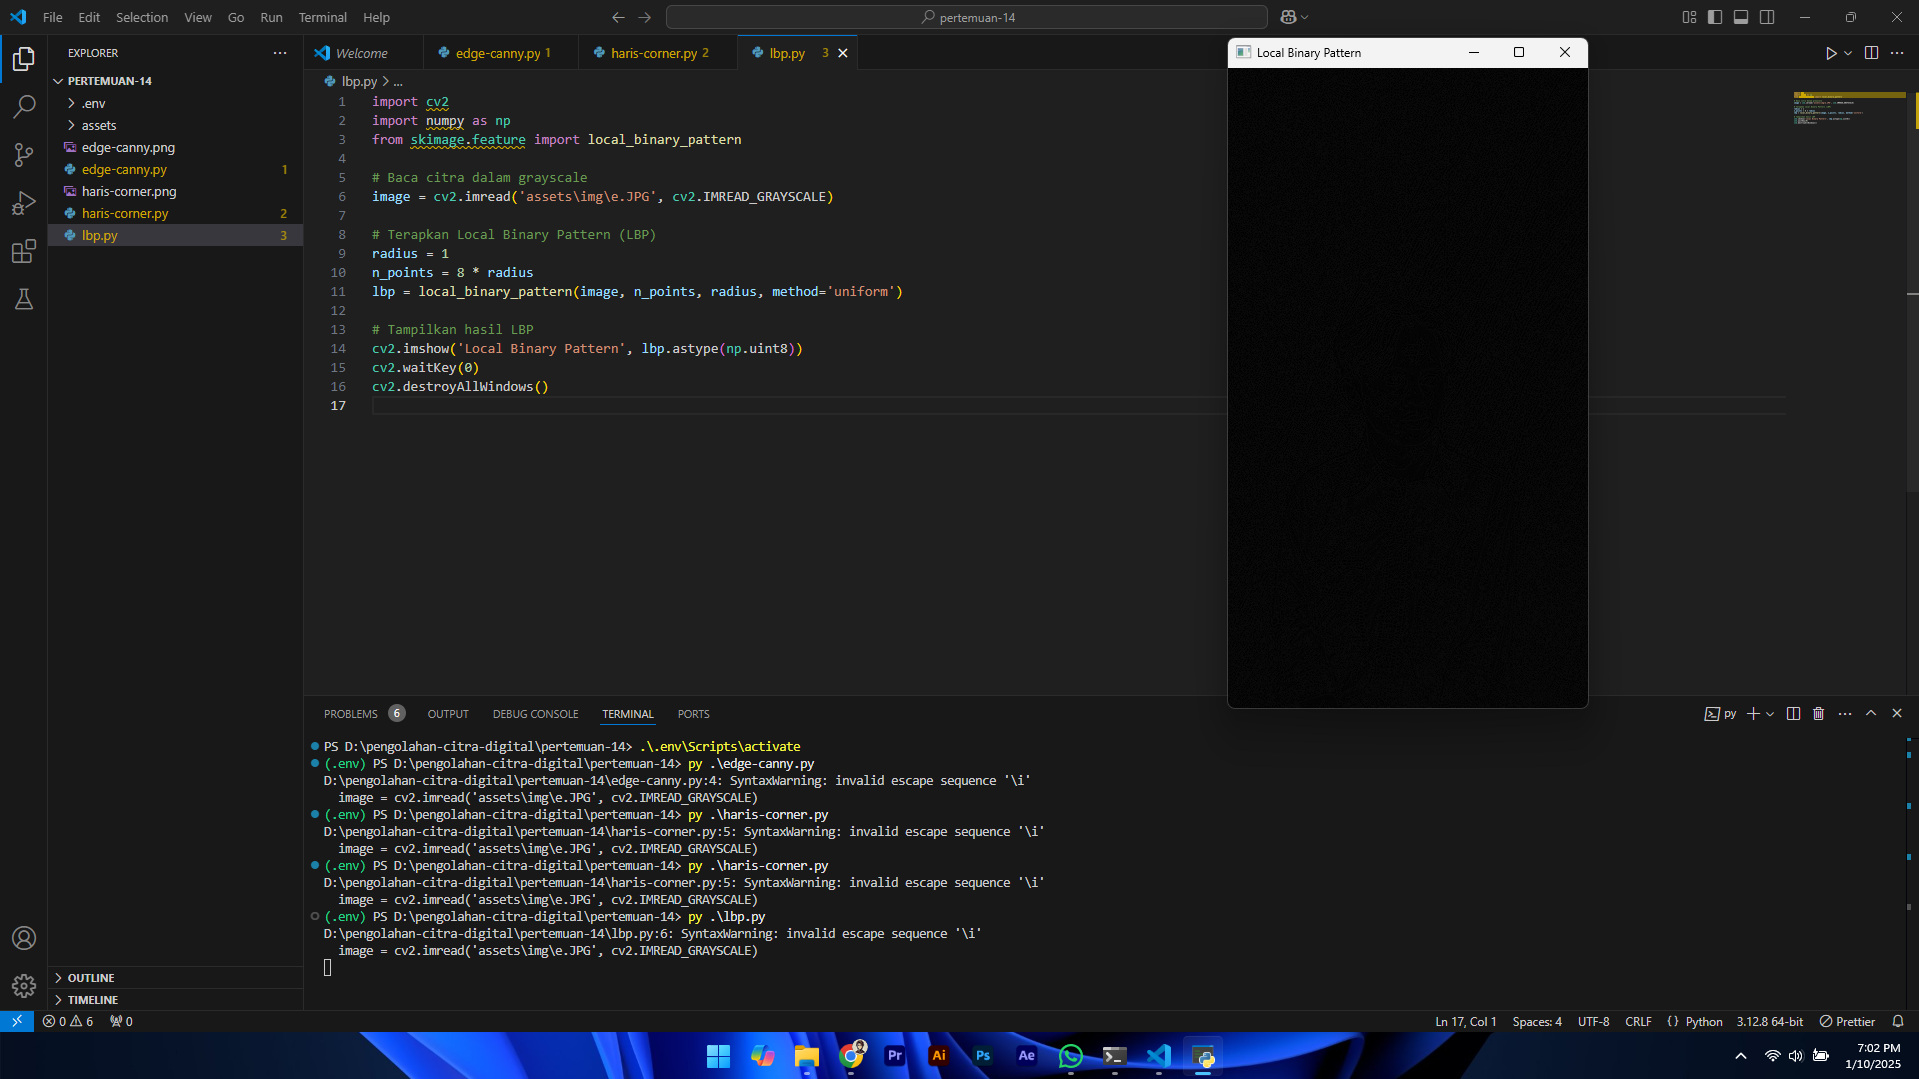 File Edit Selection View Go Run Terminal Help
pertemuan-14
EXPLORER
PERTEMUAN-14
.env
assets
edge-canny.png
edge-canny.py 1
haris-corner.png
haris-corner.py 2
lbp.py 3
OUTLINE
TIMELINE
Welcome
edge-canny.py 1
haris-corner.py 2
lbp.py 3
lbp.py > ...
1 import cv2
2 import numpy as np
3 from skimage.feature import local_binary_pattern
4
5 # Baca citra dalam grayscale
6 image = cv2.imread('assets\img\e.JPG', cv2.IMREAD_GRAYSCALE)
7
8 # Terapkan Local Binary Pattern (LBP)
9 radius = 1
10 n_points = 8 * radius
11 lbp = local_binary_pattern(image, n_points, radius, method='uniform')
12
13 # Tampilkan hasil LBP
14 cv2.imshow('Local Binary Pattern', lbp.astype(np.uint8))
15 cv2.waitKey(0)
16 cv2.destroyAllWindows()
17
Local Binary Pattern
PROBLEMS 6 OUTPUT DEBUG CONSOLE TERMINAL PORTS
py
PS D:\pengolahan-citra-digital\pertemuan-14> .\.env\Scripts\activate
(.env) PS D:\pengolahan-citra-digital\pertemuan-14> py .\edge-canny.py
D:\pengolahan-citra-digital\pertemuan-14\edge-canny.py:4: SyntaxWarning: invalid escape sequence '\i'
image = cv2.imread('assets\img\e.JPG', cv2.IMREAD_GRAYSCALE)
(.env) PS D:\pengolahan-citra-digital\pertemuan-14> py .\haris-corner.py
D:\pengolahan-citra-digital\pertemuan-14\haris-corner.py:5: SyntaxWarning: invalid escape sequence '\i'
image = cv2.imread('assets\img\e.JPG', cv2.IMREAD_GRAYSCALE)
(.env) PS D:\pengolahan-citra-digital\pertemuan-14> py .\haris-corner.py
D:\pengolahan-citra-digital\pertemuan-14\haris-corner.py:5: SyntaxWarning: invalid escape sequence '\i'
image = cv2.imread('assets\img\e.JPG', cv2.IMREAD_GRAYSCALE)
(.env) PS D:\pengolahan-citra-digital\pertemuan-14> py .\lbp.py
D:\pengolahan-citra-digital\pertemuan-14\lbp.py:6: SyntaxWarning: invalid escape sequence '\i'
image = cv2.imread('assets\img\e.JPG', cv2.IMREAD_GRAYSCALE)
0 6 0
Ln 17, Col 1 Spaces: 4 UTF-8 CRLF {} Python 3.12.8 64-bit Prettier
Pr Ai Ps Ae
7:02 PM
1/10/2025